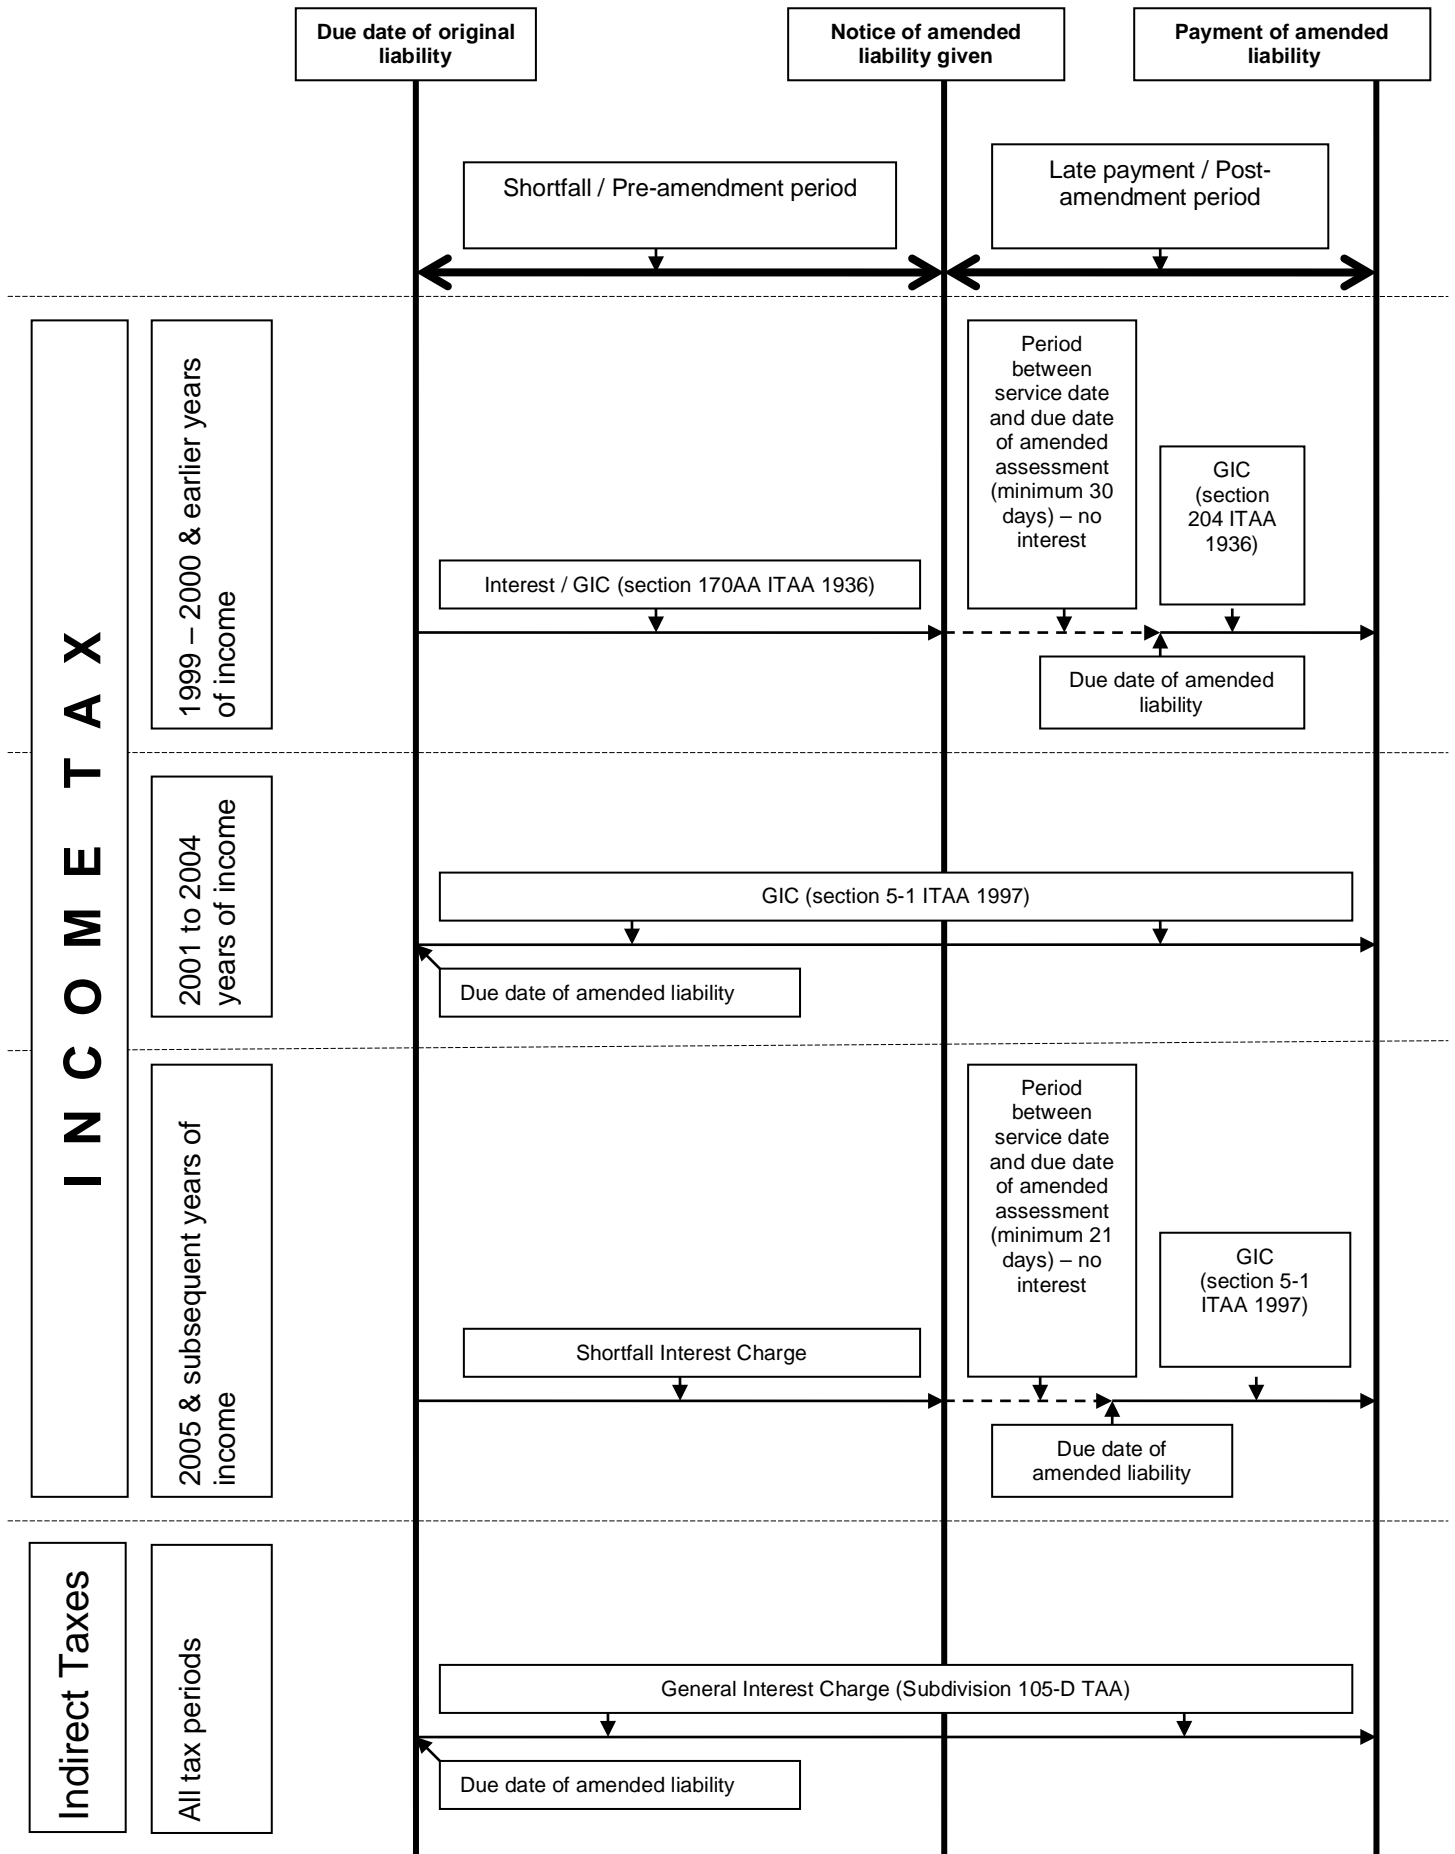 Due date of original
liability
Notice of amended
liability given
Payment of amended
liability
Shortfall / Pre-amendment period
Late payment / Post-
amendment period
INCOME TAX
1999 – 2000 & earlier years
of income
Interest / GIC (section 170AA ITAA 1936)
Period
between
service date
and due date
of amended
assessment
(minimum 30
days) – no
interest
GIC
(section
204 ITAA
1936)
Due date of amended
liability
2001 to 2004
years of income
GIC (section 5-1 ITAA 1997)
Due date of amended liability
2005 & subsequent years of
income
Shortfall Interest Charge
Period
between
service date
and due date
of amended
assessment
(minimum 21
days) – no
interest
GIC
(section 5-1
ITAA 1997)
Due date of
amended liability
Indirect Taxes
All tax periods
General Interest Charge (Subdivision 105-D TAA)
Due date of amended liability